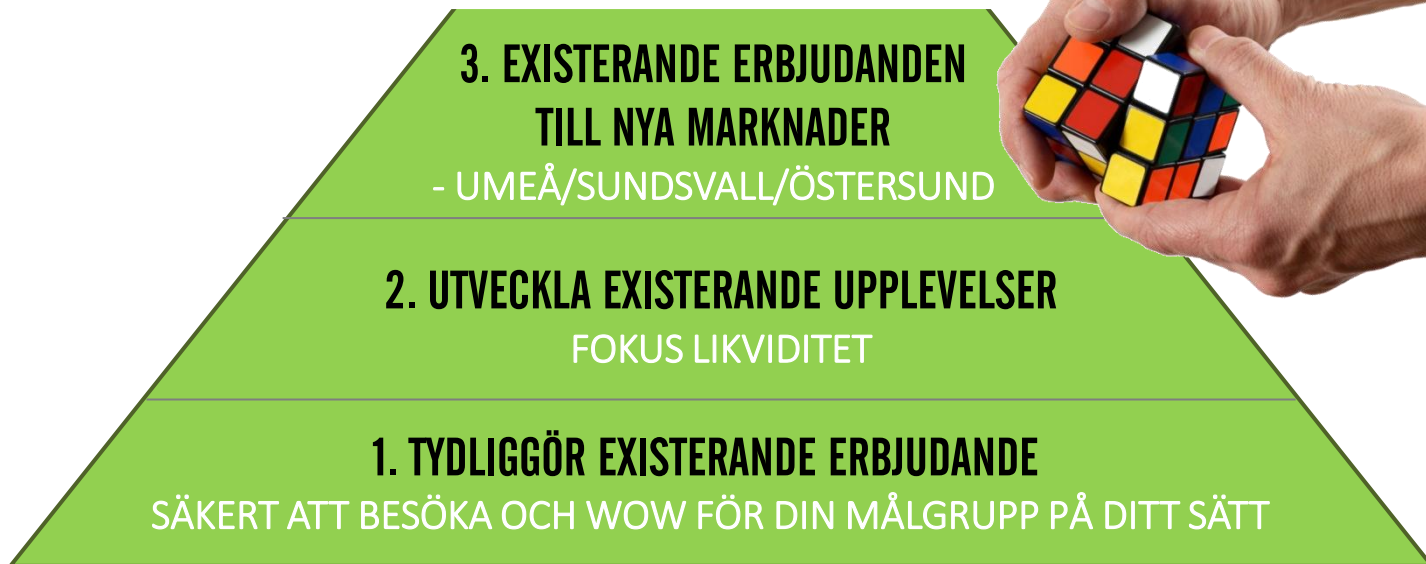 3. EXISTERANDE ERBJUDANDEN
TILL NYA MARKNADER
- UMEÅ/SUNDSVALL/ÖSTERSUND
2. UTVECKLA EXISTERANDE UPPLEVELSER
FOKUS LIKVIDITET
1. TYDLIGGÖR EXISTERANDE ERBJUDANDE
SÄKERT ATT BESÖKA OCH WOW FÖR DIN MÅLGRUPP PÅ DITT SÄTT